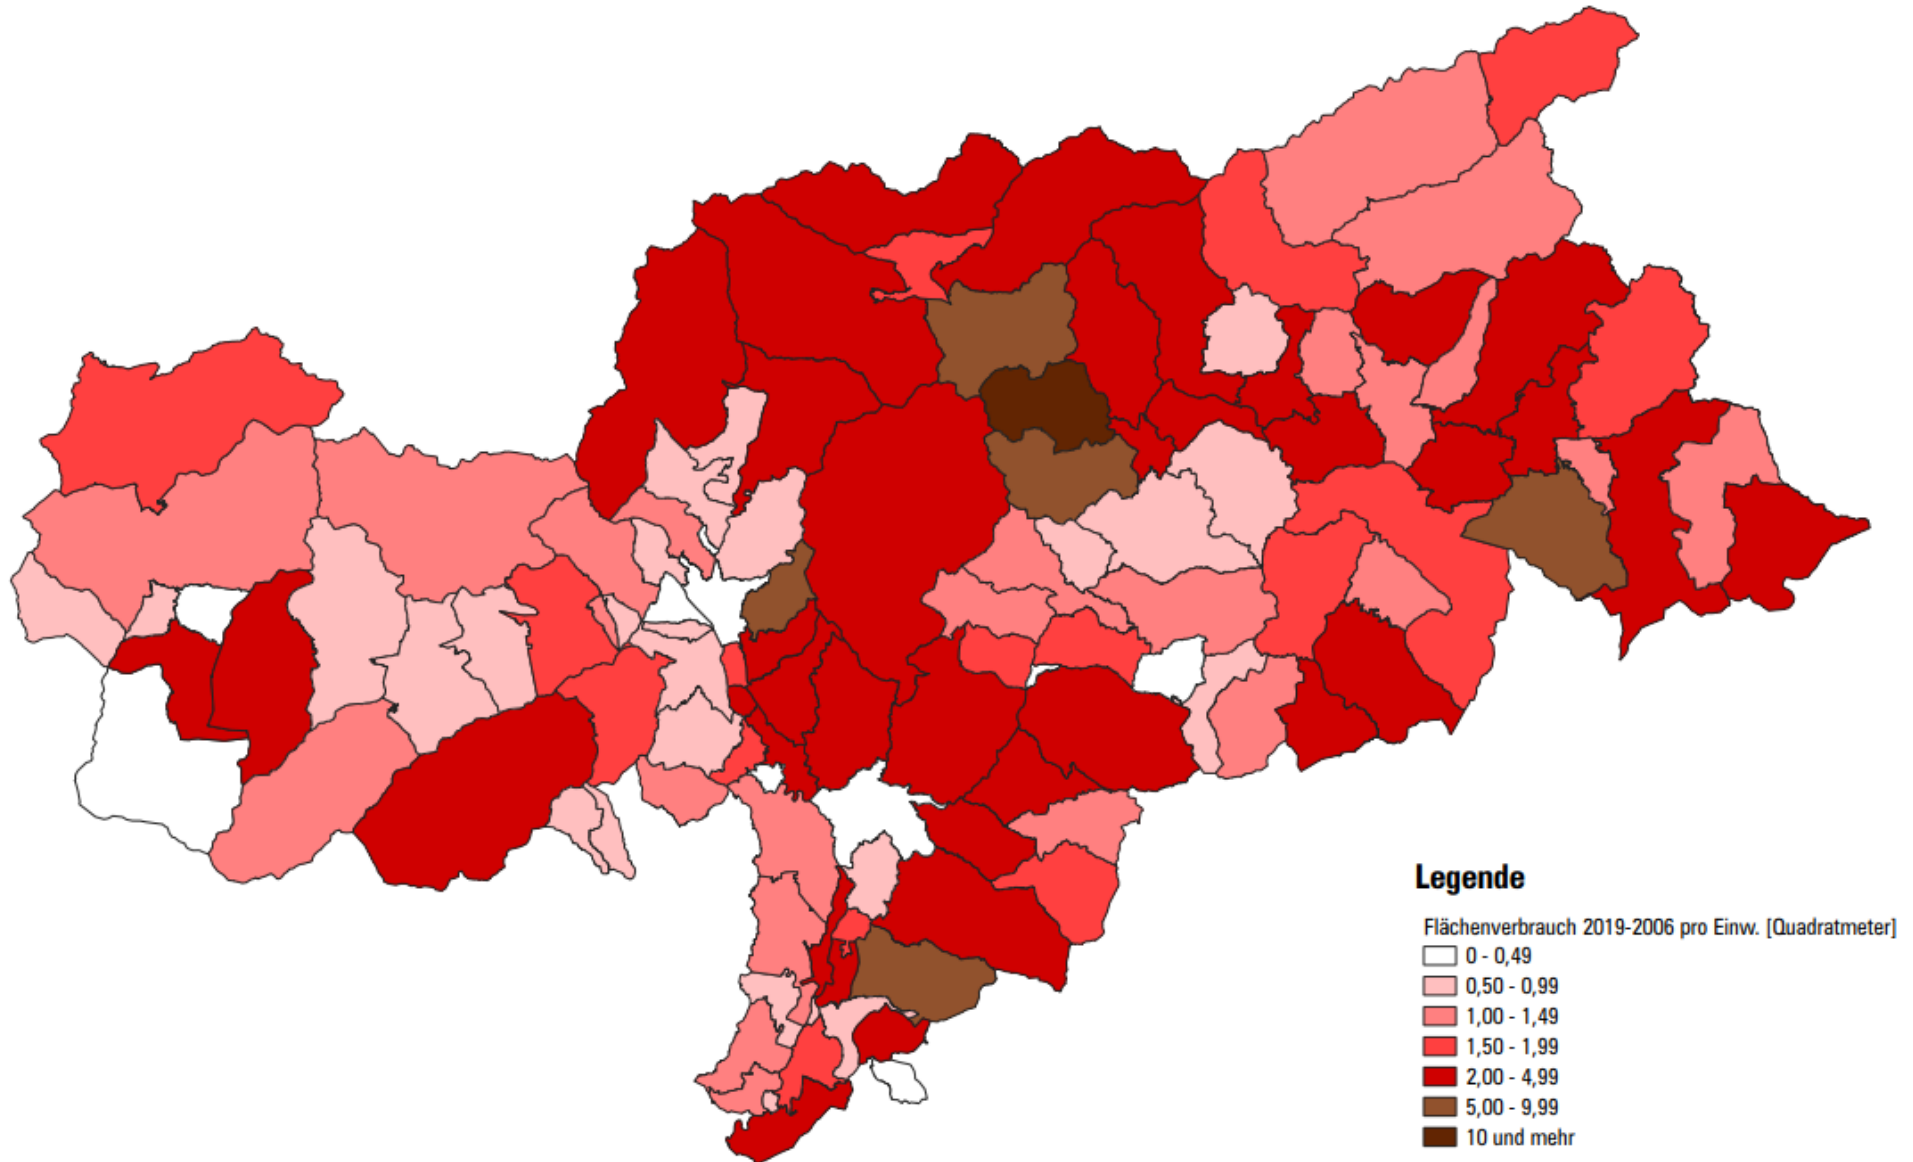 Legende
Flächenverbrauch 2019-2006 pro Einw. [Quadratmeter]
0 - 0,49
0,50 - 0,99
1,00 - 1,49
1,50 - 1,99
2,00 - 4,99
5,00 - 9,99
10 und mehr